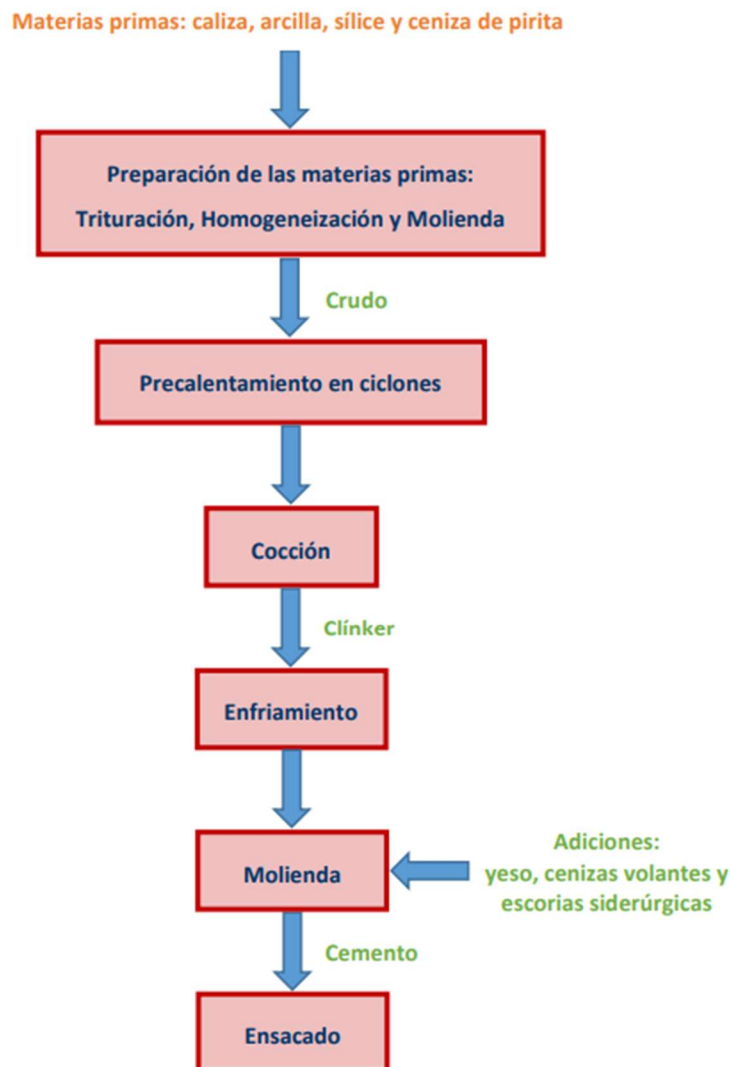 Materias primas: caliza, arcilla, sílice y ceniza de pirita
Preparación de las materias primas:
Trituración, Homogeneización y Molienda
Crudo
Precalentamiento en ciclones
Cocción
Clínker
Enfriamiento
Molienda
Adiciones:
yeso, cenizas volantes y
escorias siderúrgicas
Cemento
Ensacado